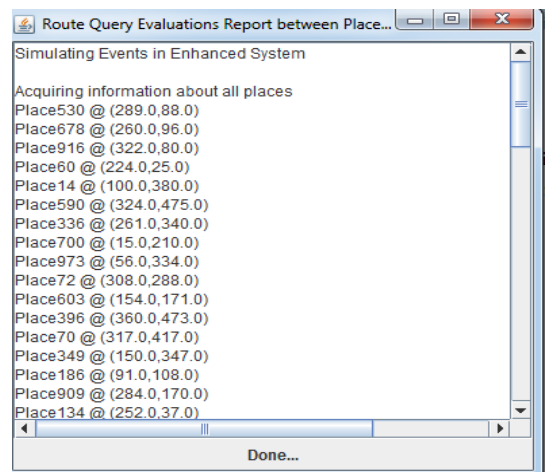 Route Query Evaluations Report between Place...
Simulating Events in Enhanced System
Acquiring information about all places
Place530 @ (289.0,88.0)
Place678 @ (260.0,96.0)
Place916 @ (322.0,80.0)
Place60 @ (224.0,25.0)
Place14 @ (100.0,380.0)
Place590 @ (324.0,475.0)
Place336 @ (261.0,340.0)
Place700 @ (15.0,210.0)
Place973 @ (56.0,334.0)
Place72 @ (308.0,288.0)
Place603 @ (154.0,171.0)
Place396 @ (360.0,473.0)
Place70 @ (317.0,417.0)
Place349 @ (150.0,347.0)
Place186 @ (91.0,108.0)
Place909 @ (284.0,170.0)
Place134 @ (252.0,37.0)
Done...